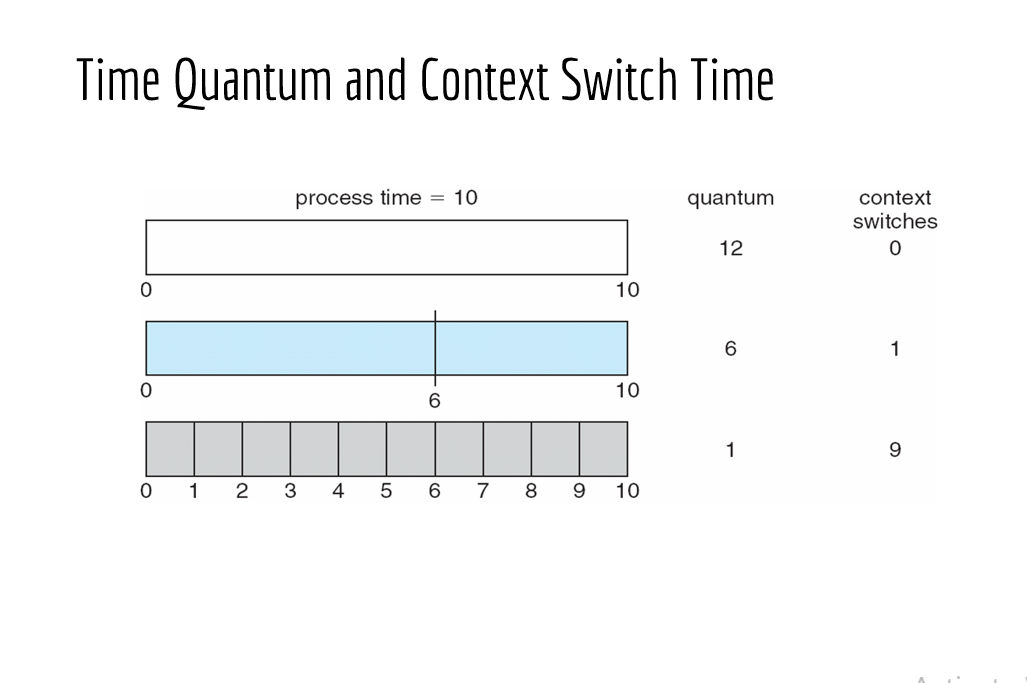 Time Quantum and Context Switch Time
process time = 10 quantum context
switches
12 0
0 10
6 1
0 10
6
1 9
0 1 2 3 4 5 6 7 8 9 10